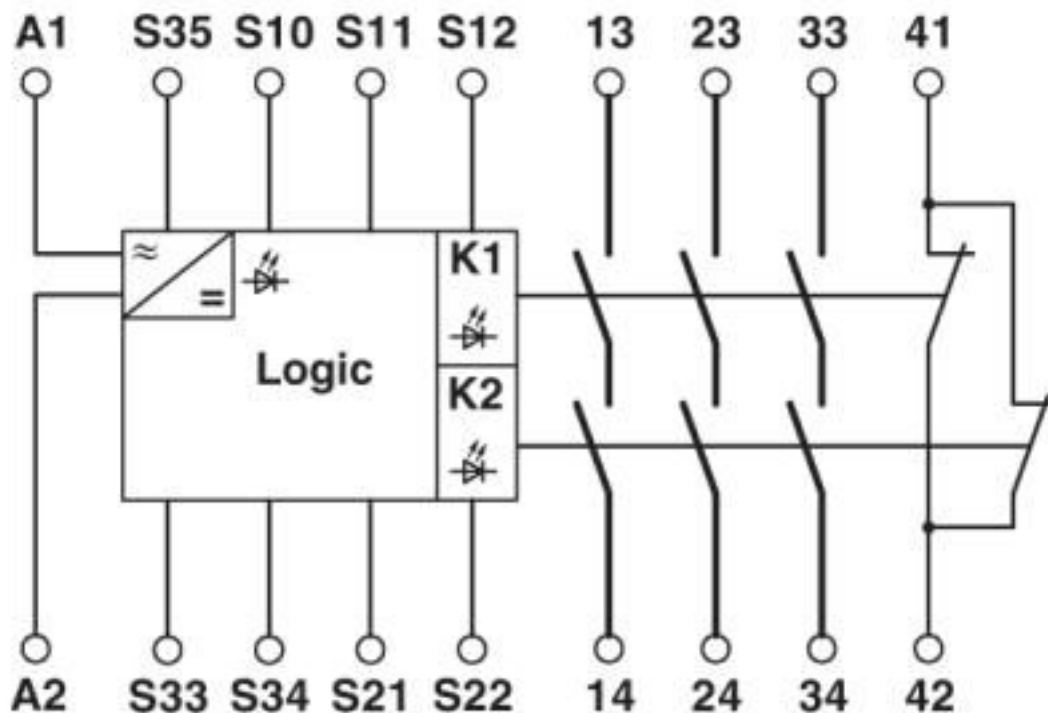 A1 S35 S10 S11 S12 13 23 33 41
≈
=
K1
Logic
K2
A2 S33 S34 S21 S22 14 24 34 42